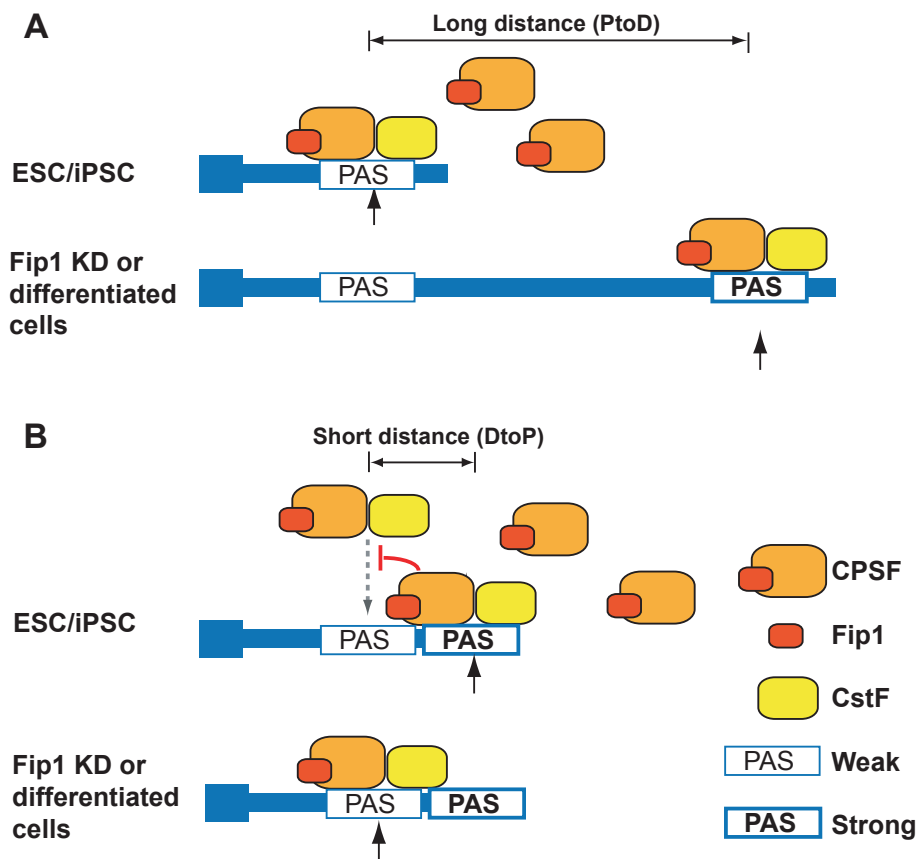 A
Long distance (PtoD)
ESC/iPSC
PAS
Fip1 KD or
differentiated
cells
PAS
PAS
B
Short distance (DtoP)
ESC/iPSC
PAS
PAS
Fip1 KD or
differentiated
cells
PAS
PAS
CPSF
Fip1
CstF
PAS
Weak
PAS
Strong